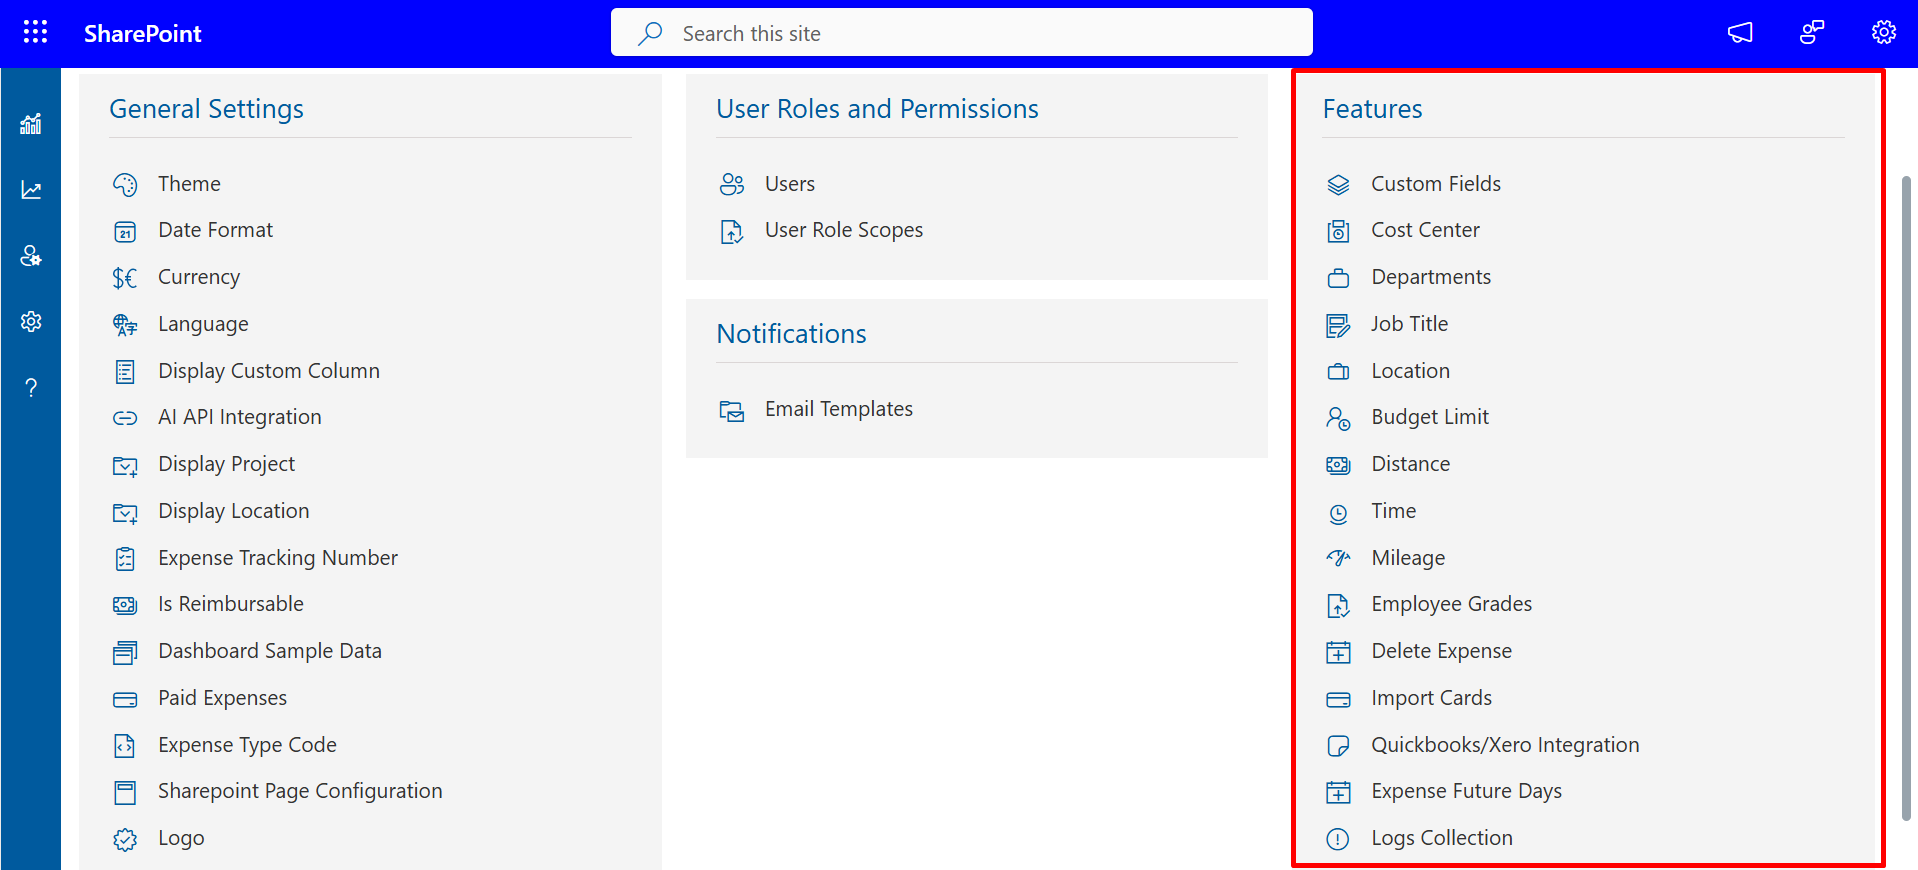 SharePoint
Search this site
General Settings
Theme
Date Format
Currency
Language
Display Custom Column
AI API Integration
Display Project
Display Location
Expense Tracking Number
Is Reimbursable
Dashboard Sample Data
Paid Expenses
Expense Type Code
Sharepoint Page Configuration
Logo
User Roles and Permissions
Users
User Role Scopes
Notifications
Email Templates
Features
Custom Fields
Cost Center
Departments
Job Title
Location
Budget Limit
Distance
Time
Mileage
Employee Grades
Delete Expense
Import Cards
Quickbooks/Xero Integration
Expense Future Days
Logs Collection